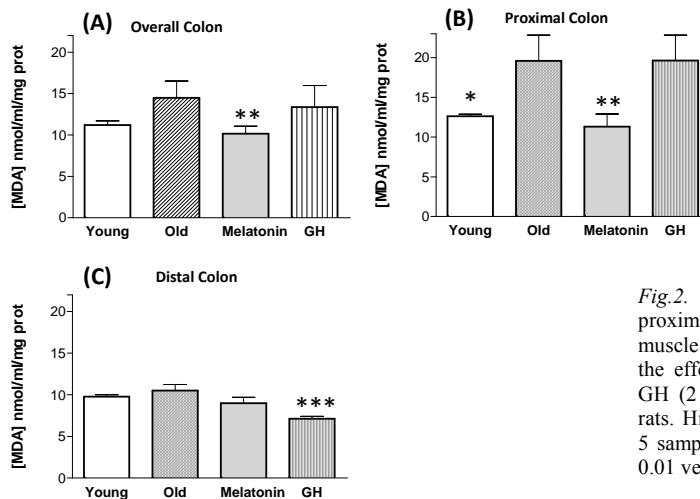 (A) Overall Colon
[MDA] nmol/ml/mg prot
20
15
10
5
0
**
Young Old Melatonin GH
(B) Proximal Colon
[MDA] nmol/ml/mg prot
20
15
10
5
0
* **
Young Old Melatonin GH
(C) Distal Colon
[MDA] nmol/ml/mg prot
20
15
10
5
0
***
Young Old Melatonin GH
Fig.2.
proxim
muscle
the effe
GH (2
rats. Hi
5 samp
0.01 ve